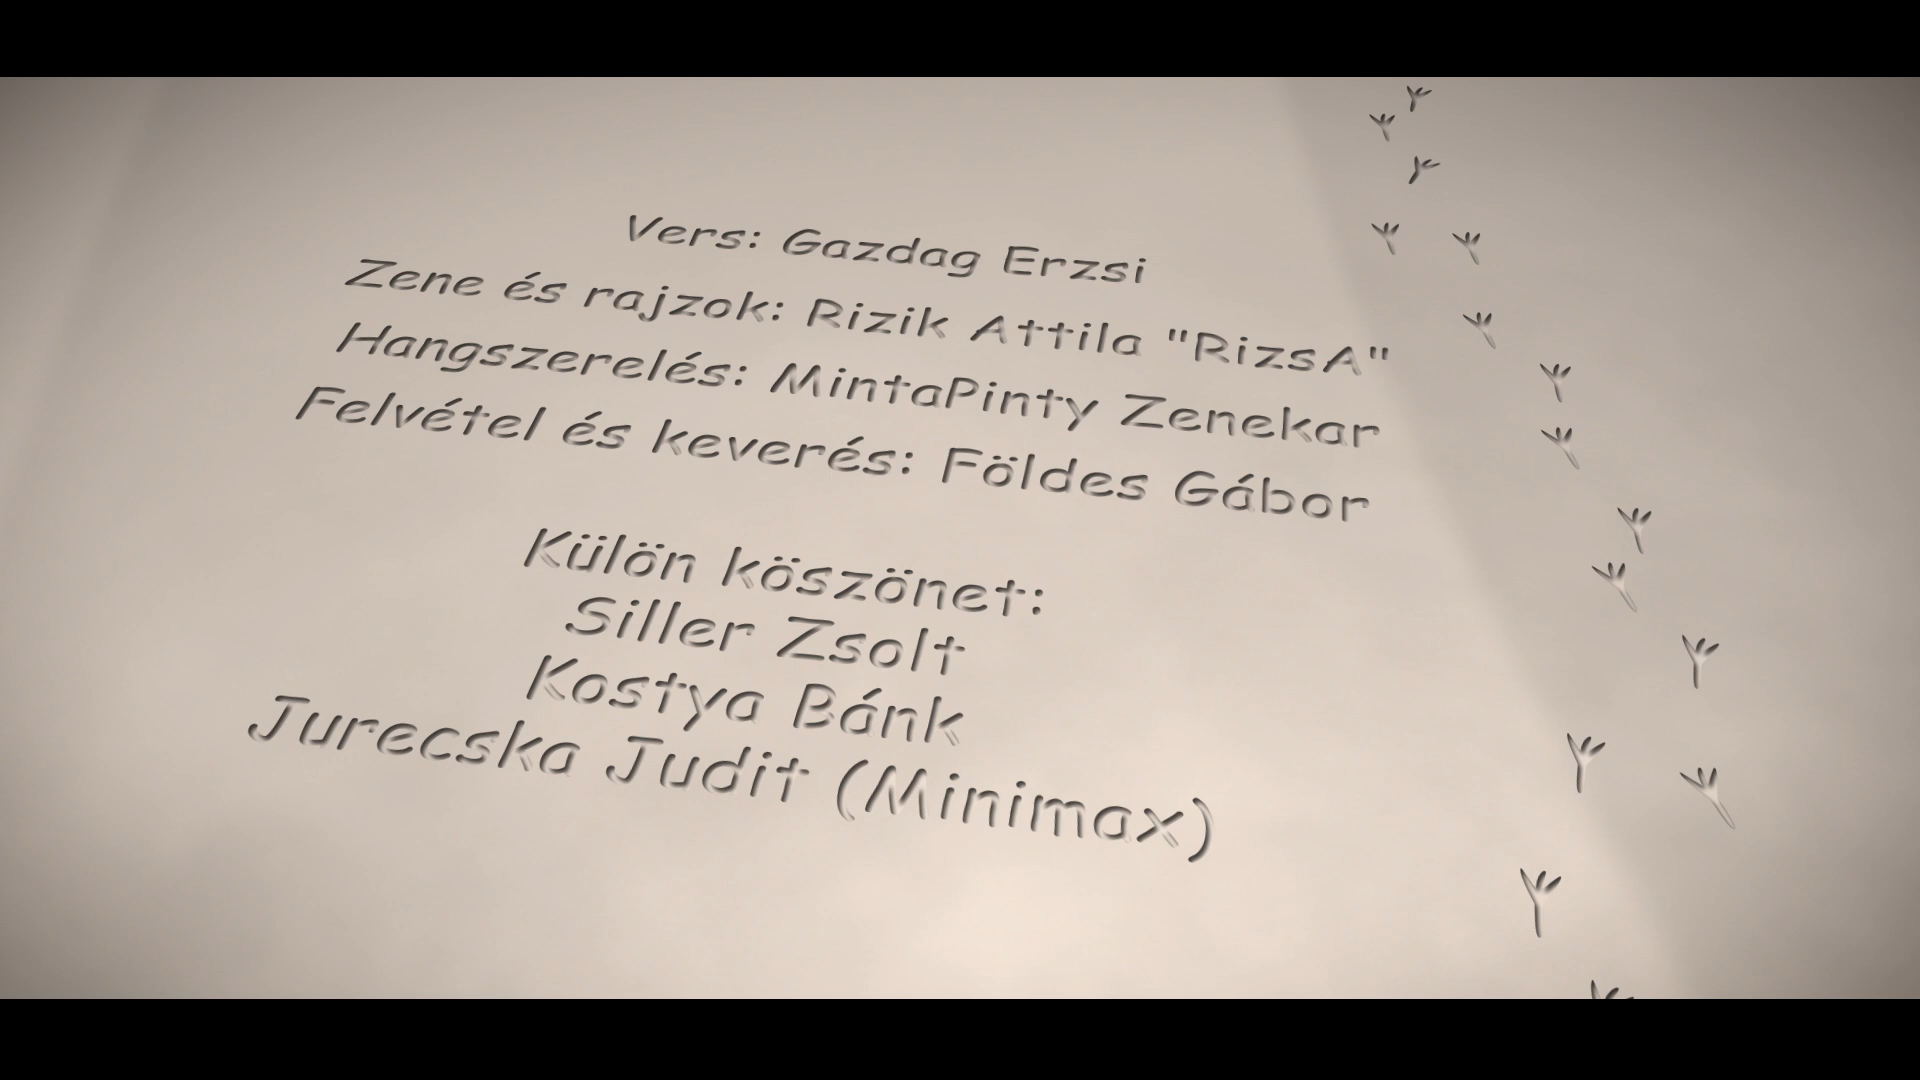 Vers: Gazdag Erzsi
Zene és rajzok: Rizik Attila "RizsA"
Hangszerelés: MintaPinty Zenekar
Felvétel és keverés: Földes Gábor
Külön köszönet:
Siller Zsolt
Kostya Bánk
Jurecska Judit (Minimax)